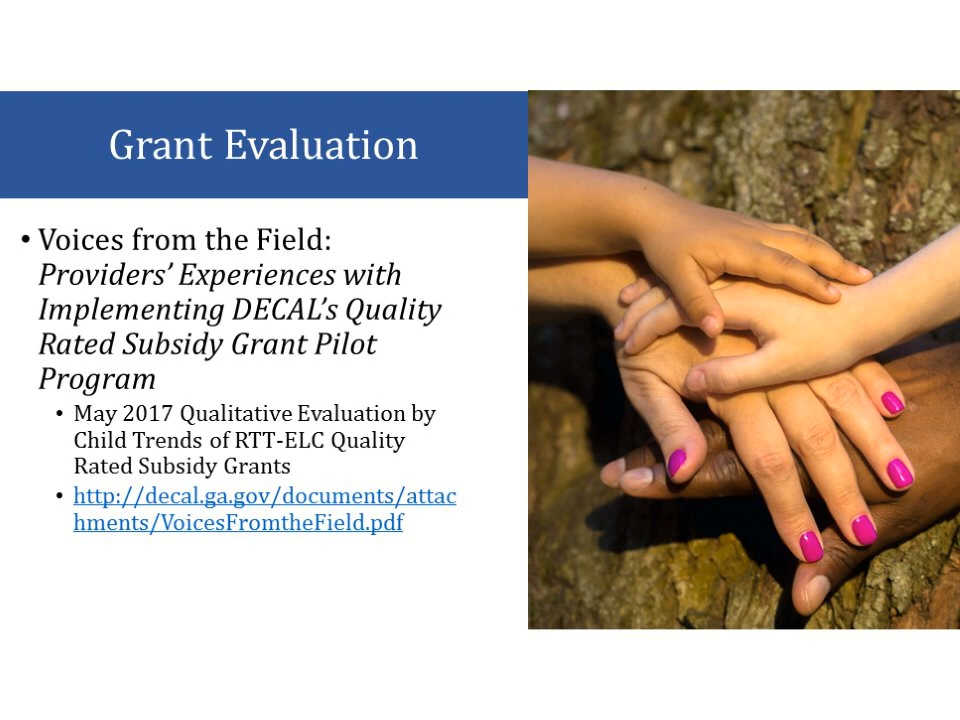 Grant Evaluation
• Voices from the Field:
Providers’ Experiences with
Implementing DECAL’s Quality
Rated Subsidy Grant Pilot
Program
• May 2017 Qualitative Evaluation by
Child Trends of RTT-ELC Quality
Rated Subsidy Grants
• http://decal.ga.gov/documents/attac
hments/VoicesFromtheField.pdf